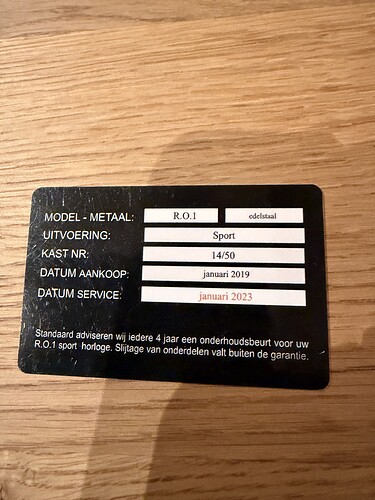 MODEL - METAAL: R.O.1 edelstaal
UITVOERING: Sport
KAST NR: 14/50
DATUM AANKOOP: januari 2019
DATUM SERVICE: januari 2023
Standaard adviseren wij iedere 4 jaar een onderhoudsbeurt voor uw
R.O.1 sport horloge. Slijtage van onderdelen valt buiten de garantie.